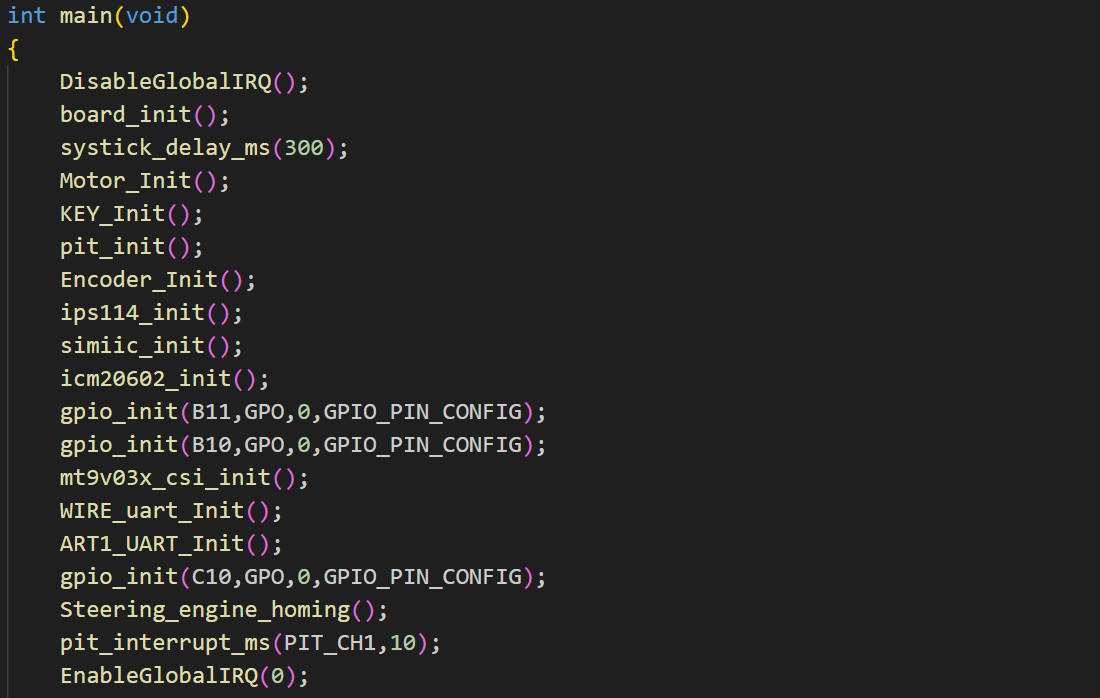 int main(void)
{
    DisableGlobalIRQ();
    board_init();
    systick_delay_ms(300);
    Motor_Init();
    KEY_Init();
    pit_init();
    Encoder_Init();
    ips114_init();
    simiic_init();
    icm20602_init();
    gpio_init(B11,GPO,0,GPIO_PIN_CONFIG);
    gpio_init(B10,GPO,0,GPIO_PIN_CONFIG);
    mt9v03x_csi_init();
    WIRE_uart_Init();
    ART1_UART_Init();
    gpio_init(C10,GPO,0,GPIO_PIN_CONFIG);
    Steering_engine_homing();
    pit_interrupt_ms(PIT_CH1,10);
    EnableGlobalIRQ(0);